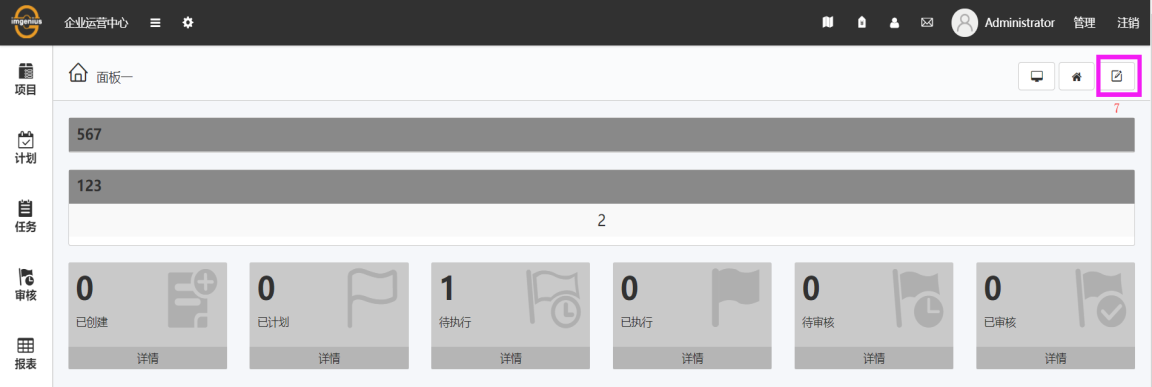 imgenius
企业运营中心
Administrator 管理 注销
项目
面板一
7
567
计划
123
2
任务
0 0 1 0 0 0
已创建 已计划 待执行 已执行 待审核 已审核
审核
详情 详情 详情 详情 详情 详情
报表